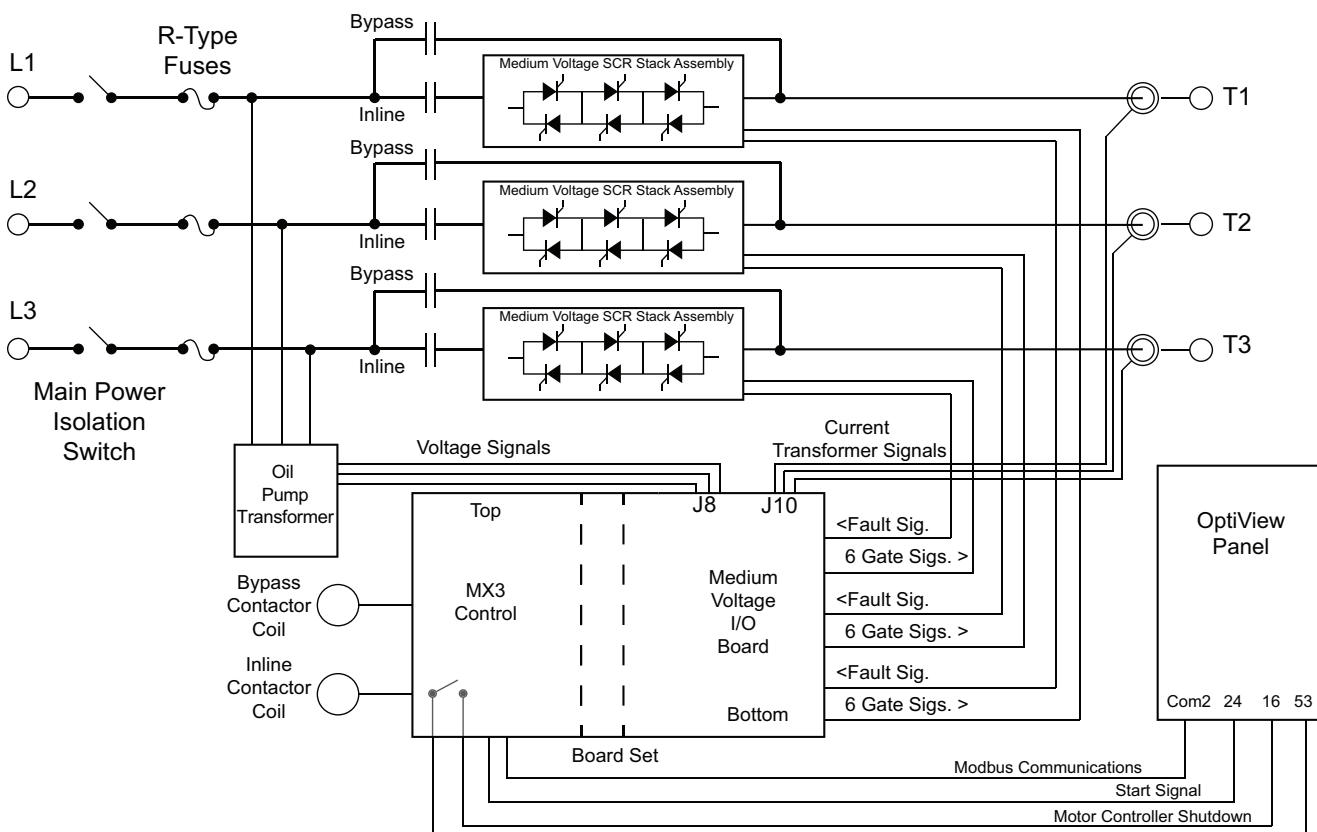 Bypass
R-Type
Fuses
L1
Medium Voltage SCR Stack Assembly
T1
Inline
Bypass
L2
Medium Voltage SCR Stack Assembly
T2
Inline
Bypass
L3
Medium Voltage SCR Stack Assembly
T3
Inline
Main Power
Isolation
Switch
Voltage Signals
Current
Transformer Signals
Oil
Pump
Transformer
Top
J8
J10
<Fault Sig.
6 Gate Sigs. >
OptiView
Panel
Bypass
Contactor
Coil
MX3
Control
Medium
Voltage
I/O
Board
<Fault Sig.
6 Gate Sigs. >
Inline
Contactor
Coil
<Fault Sig.
6 Gate Sigs. >
Bottom
Com2 24 16 53
Board Set
Modbus Communications
Start Signal
Motor Controller Shutdown